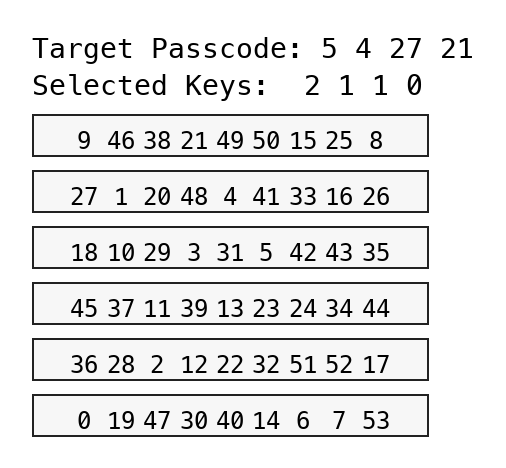 Target Passcode: 5 4 27 21
Selected Keys: 2 1 1 0
9 46 38 21 49 50 15 25 8
27 1 20 48 4 41 33 16 26
18 10 29 3 31 5 42 43 35
45 37 11 39 13 23 24 34 44
36 28 2 12 22 32 51 52 17
0 19 47 30 40 14 6 7 53